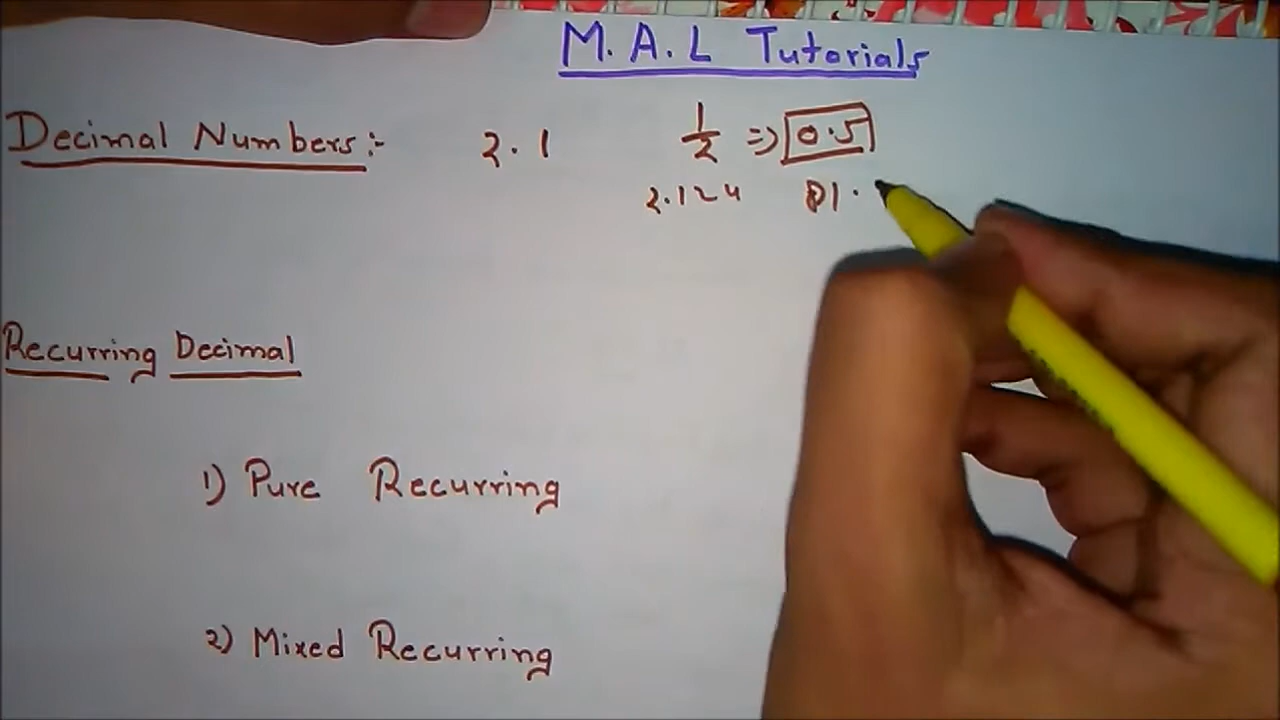 M. A. L Tutorials
Decimal Numbers:- 2.1 1/2 => 0.5
2.124 1.
Recurring Decimal
1) Pure Recurring
2) Mixed Recurring